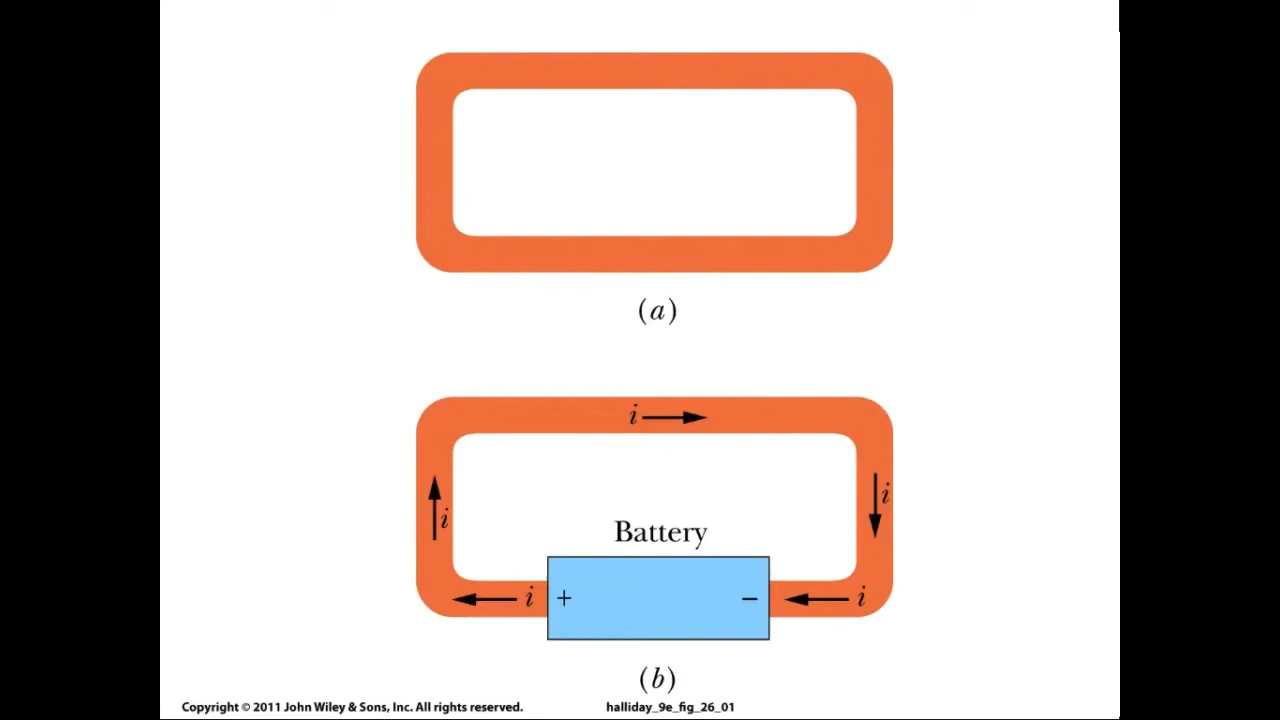 (a)
i
i
i
Battery
i + − i
(b)
Copyright © 2011 John Wiley & Sons, Inc. All rights reserved. halliday_9e_fig_26_01